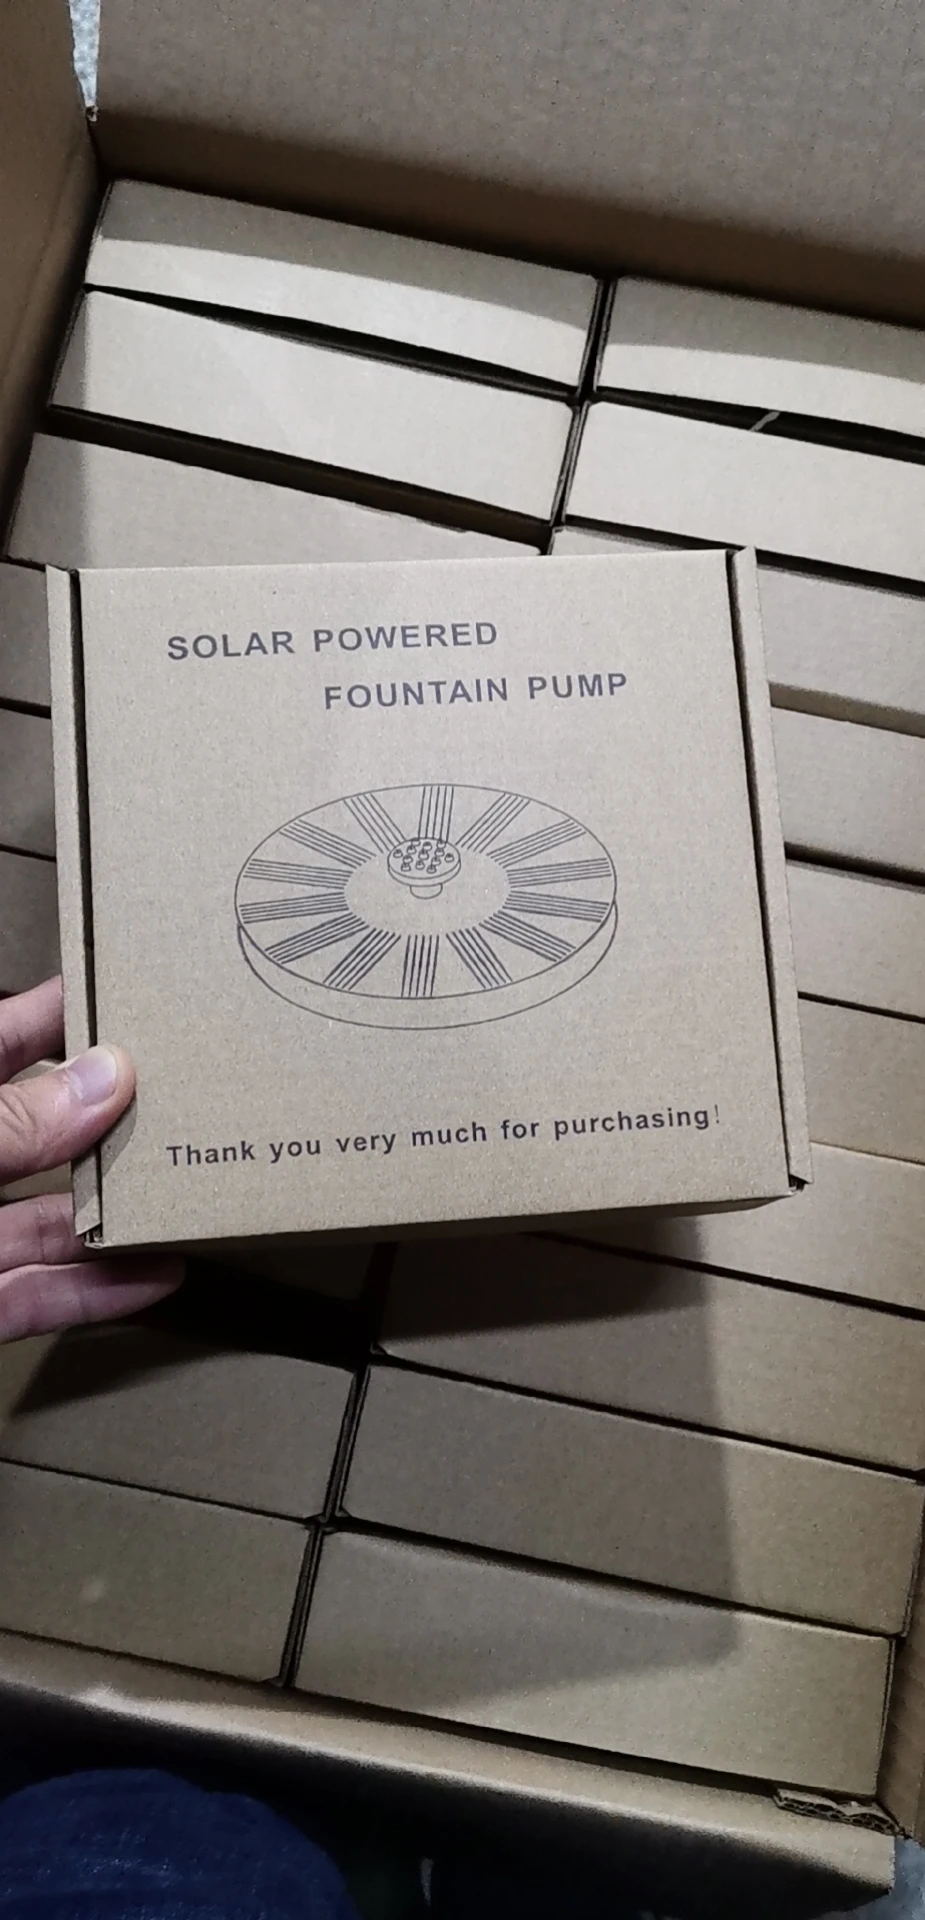 SOLAR POWERED
FOUNTAIN PUMP
Thank you very much for purchasing!